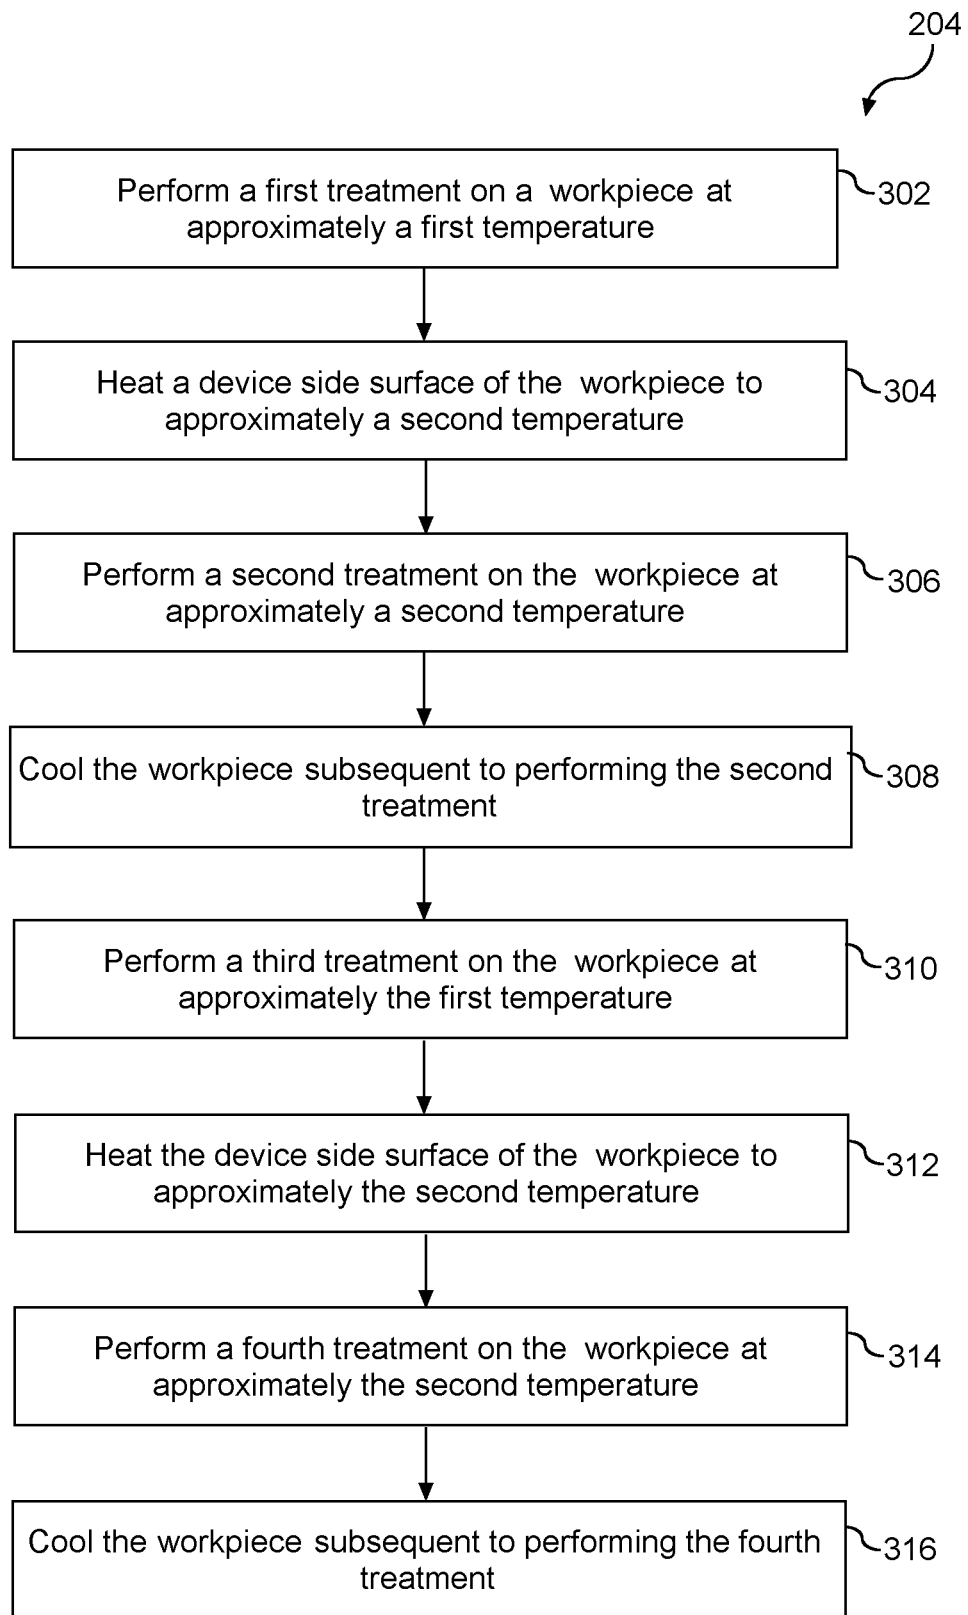 204
Perform a first treatment on a workpiece at
approximately a first temperature
302
Heat a device side surface of the workpiece to
approximately a second temperature
304
Perform a second treatment on the workpiece at
approximately a second temperature
306
Cool the workpiece subsequent to performing the second
treatment
308
Perform a third treatment on the workpiece at
approximately the first temperature
310
Heat the device side surface of the workpiece to
approximately the second temperature
312
Perform a fourth treatment on the workpiece at
approximately the second temperature
314
Cool the workpiece subsequent to performing the fourth
treatment
316